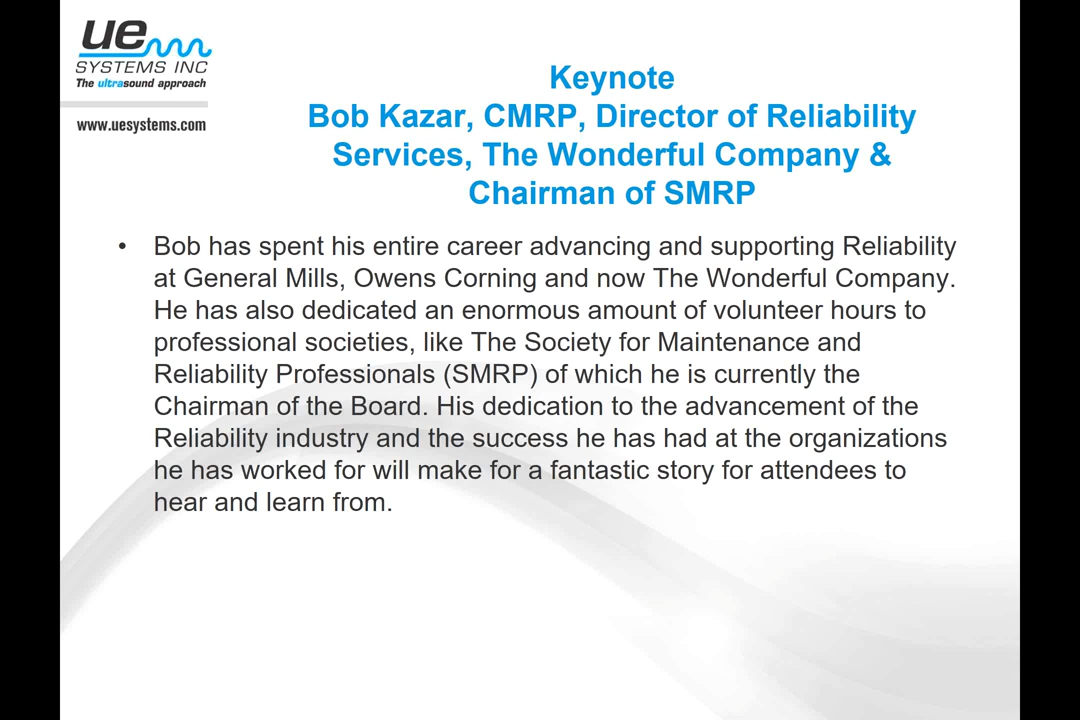 ue
SYSTEMS INC
The ultrasound approach
www.uesystems.com
Keynote
Bob Kazar, CMRP, Director of Reliability
Services, The Wonderful Company &
Chairman of SMRP
• Bob has spent his entire career advancing and supporting Reliability
at General Mills, Owens Corning and now The Wonderful Company.
He has also dedicated an enormous amount of volunteer hours to
professional societies, like The Society for Maintenance and
Reliability Professionals (SMRP) of which he is currently the
Chairman of the Board. His dedication to the advancement of the
Reliability industry and the success he has had at the organizations
he has worked for will make for a fantastic story for attendees to
hear and learn from.